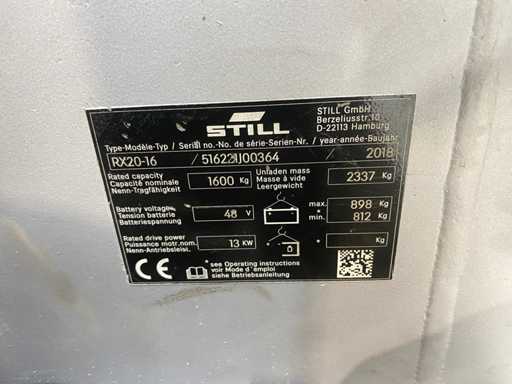 STILL
STILL GmbH
Berzeliusstr.10
D-22113 Hamburg
Type-Modèle-Typ / Serial no.-No. de série-Serien-Nr. / year-année-Baujahr
RX20-16 / 516221J00364 / 2018
Rated capacity
Capacité nominale
Nenn-Tragfähigkeit
1600 Kg
Unladen mass
Masse à vide
Leergewicht
2337 Kg
Battery voltage
Tension batterie
Batteriespannung
48 V
max. 898 Kg
min. 812 Kg
Rated drive power
Puissance motr.nom.
Nenn-Antriebsleist.
13 KW
* Kg
CE
* see Operating instructions
voir Mode d'emploi
siehe Betriebsanleitung